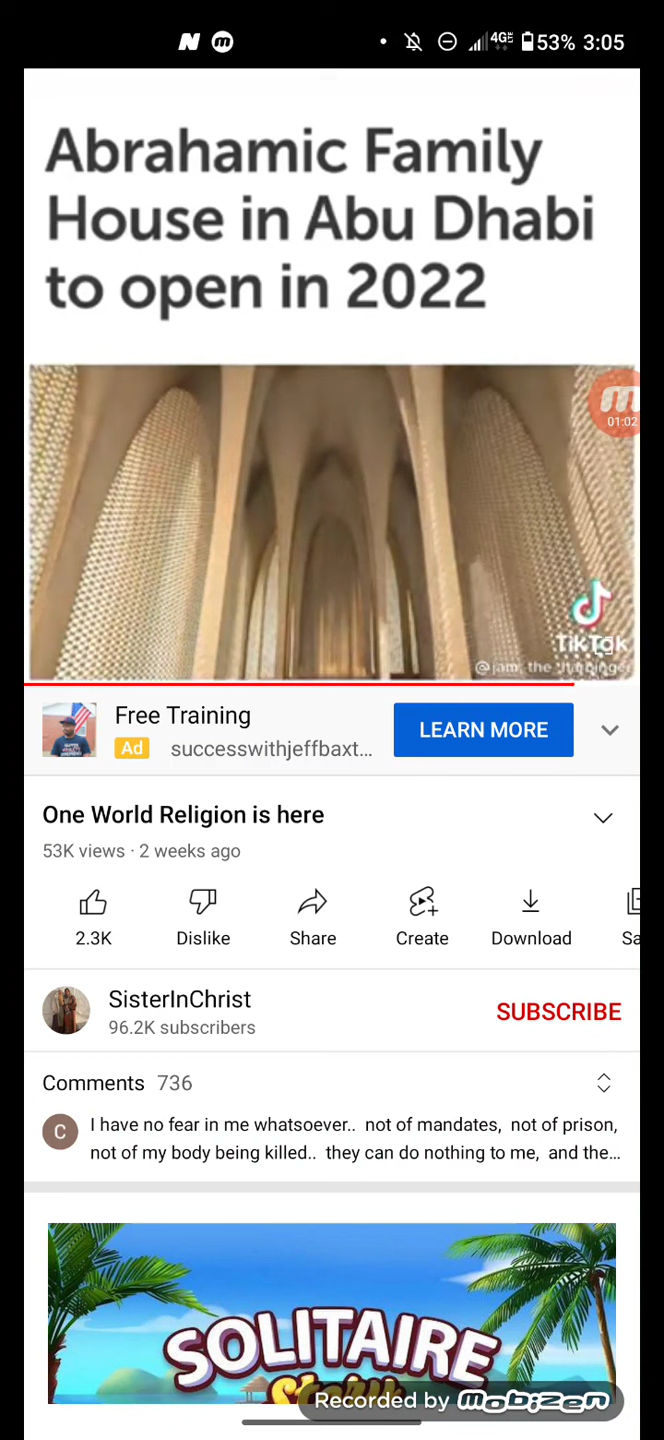 53% 3:05
Abrahamic Family
House in Abu Dhabi
to open in 2022
01:02
TikTok
Free Training
Ad successwithjeffbaxt...
LEARN MORE
One World Religion is here
53K views · 2 weeks ago
2.3K Dislike Share Create Download Sa
SisterInChrist
96.2K subscribers
SUBSCRIBE
Comments 736
C
I have no fear in me whatsoever.. not of mandates, not of prison,
not of my body being killed.. they can do nothing to me, and the...
SOLITAIRE
Story
Recorded by mobizen